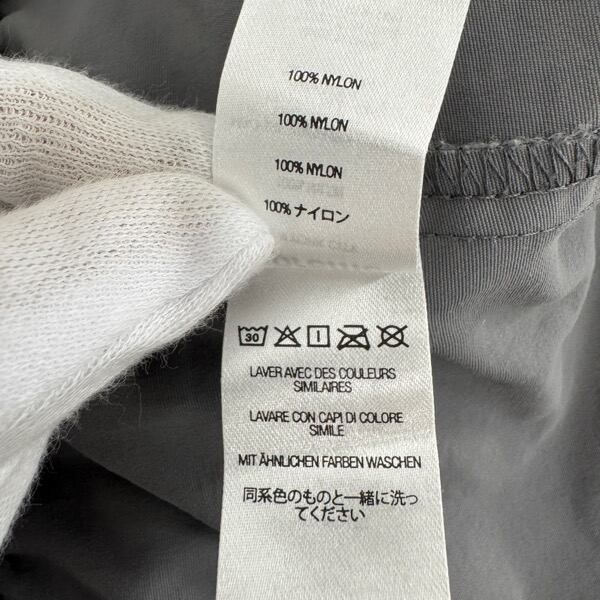 100% NYLON
100% NYLON
100% NYLON
100% ナイロン
30
LAVER AVEC DES COULEURS
SIMILAIRES
LAVARE CON CAPI DI COLORE
SIMILE
MIT ÄHNLICHEN FARBEN WASCHEN
同系色のものと一緒に洗っ
てください